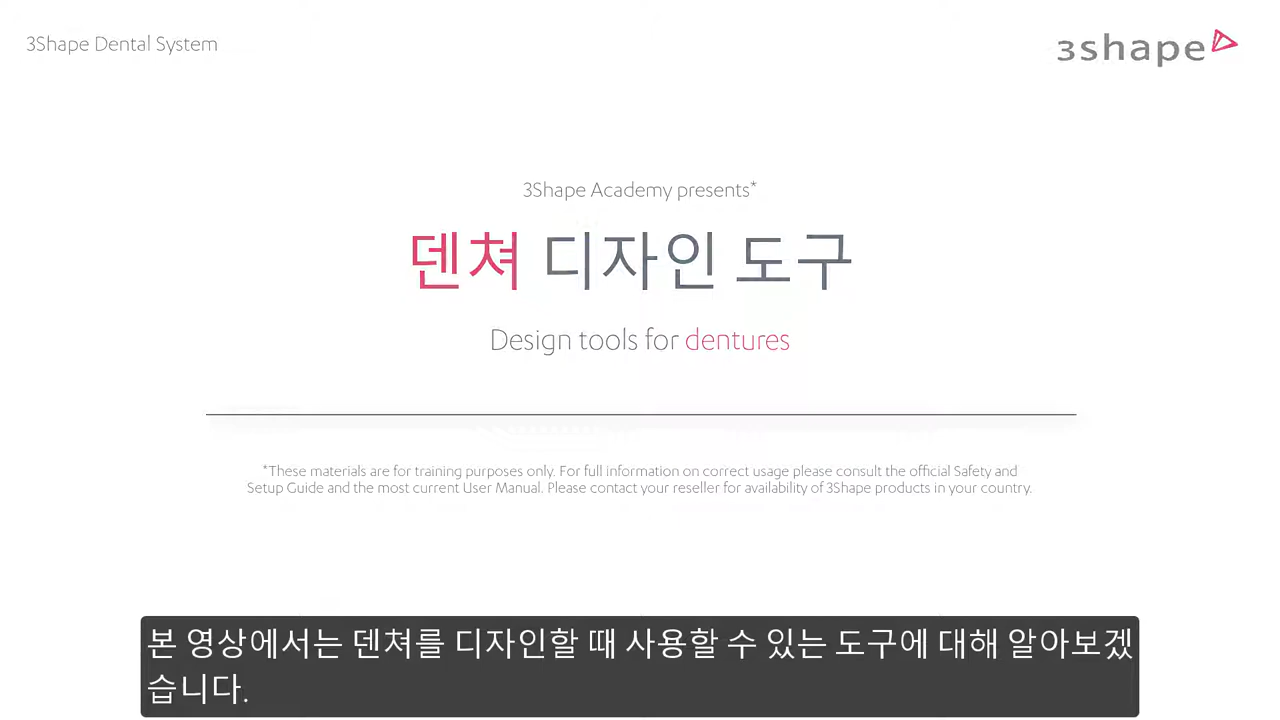 3Shape Dental System
3shape
3Shape Academy presents*
덴쳐 디자인 도구
Design tools for dentures
*These materials are for training purposes only. For full information on correct usage please consult the official Safety and
Setup Guide and the most current User Manual. Please contact your reseller for availability of 3Shape products in your country.
본 영상에서는 덴쳐를 디자인할 때 사용할 수 있는 도구에 대해 알아보겠
습니다.